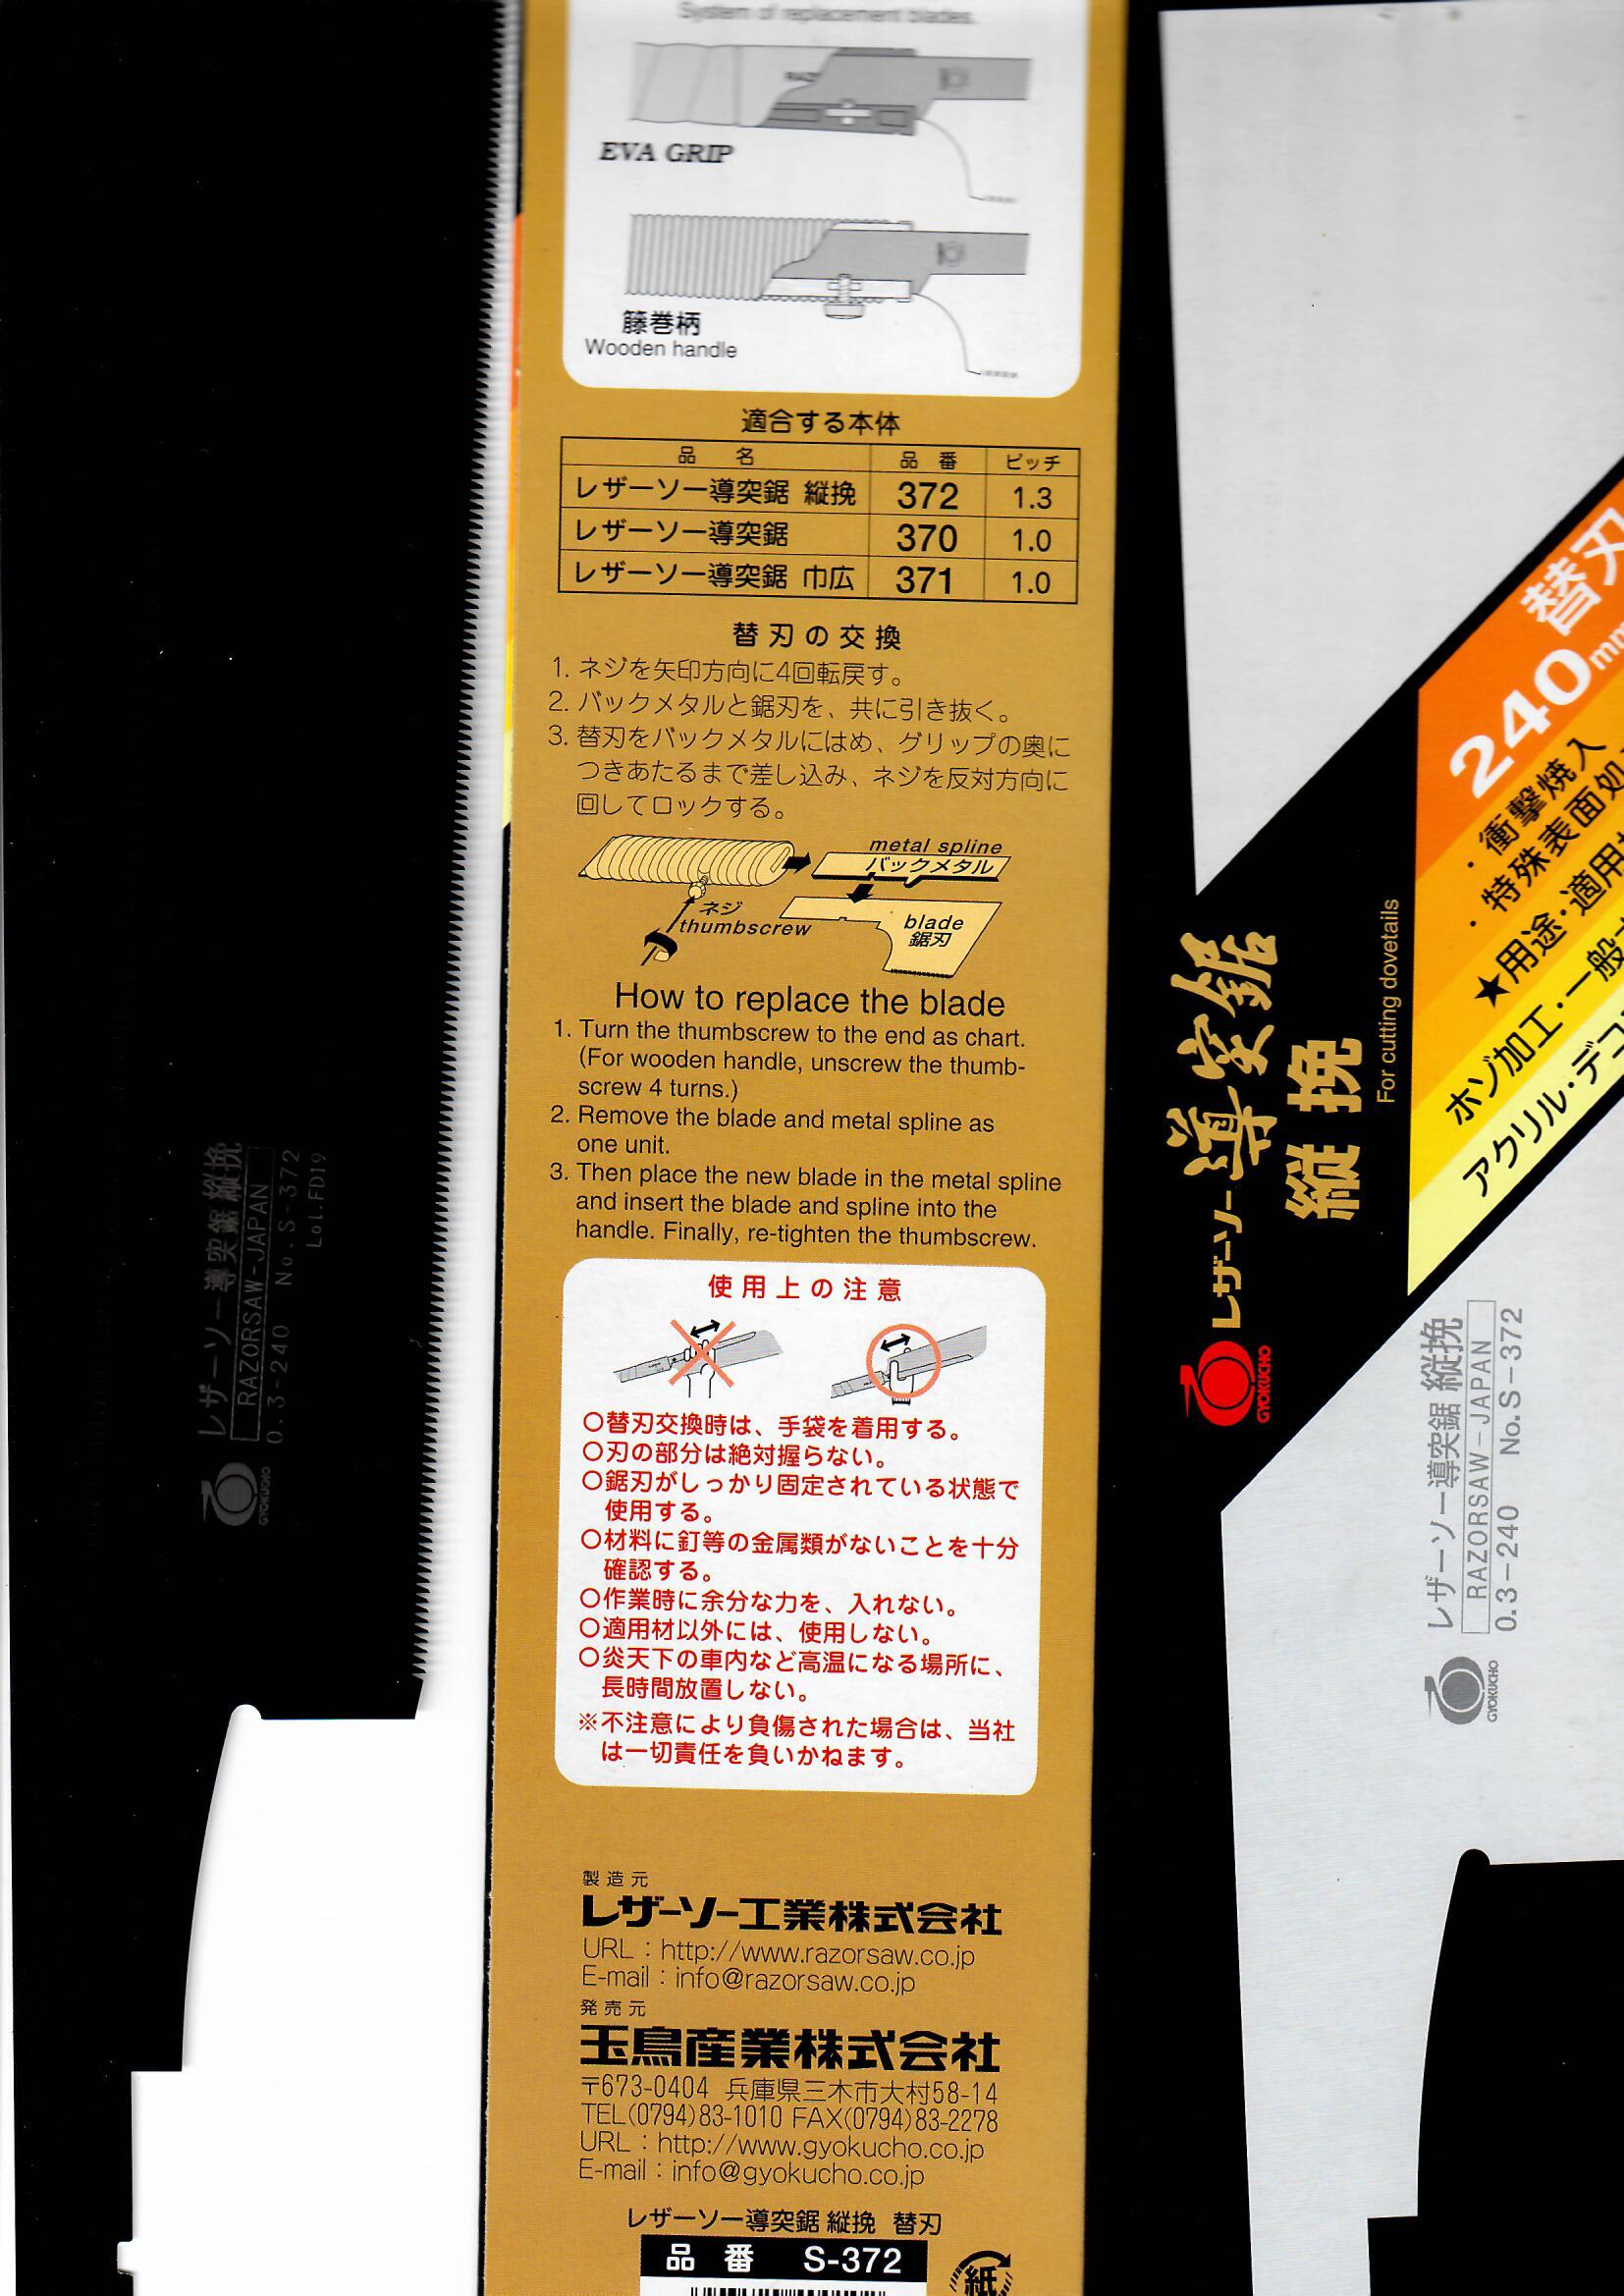 System of replacement blades.
EVA GRIP
籐巻柄
Wooden handle
適合する本体
品 名 品 番 ピッチ
レザーソー導突鋸 縦挽 372 1.3
レザーソー導突鋸 370 1.0
レザーソー導突鋸 巾広 371 1.0
替刃の交換
1. ネジを矢印方向に4回転戻す。
2. バックメタルと鋸刃を、共に引き抜く。
3. 替刃をバックメタルにはめ、グリップの奥に
つきあたるまで差し込み、ネジを反対方向に
回してロックする。
metal spline
バックメタル
ネジ
thumbscrew
blade
鋸刃
How to replace the blade
1. Turn the thumbscrew to the end as chart.
(For wooden handle, unscrew the thumb-
screw 4 turns.)
2. Remove the blade and metal spline as
one unit.
3. Then place the new blade in the metal spline
and insert the blade and spline into the
handle. Finally, re-tighten the thumbscrew.
使用上の注意
○替刃交換時は、手袋を着用する。
○刃の部分は絶対握らない。
○鋸刃がしっかり固定されている状態で
使用する。
○材料に釘等の金属類がないことを十分
確認する。
○作業時に余分な力を、入れない。
○適用材以外には、使用しない。
○炎天下の車内など高温になる場所に、
長時間放置しない。
※不注意により負傷された場合は、当社
は一切責任を負いかねます。
製造元
レザーソー工業株式会社
URL：http://www.razorsaw.co.jp
E-mail：info@razorsaw.co.jp
発売元
玉鳥産業株式会社
〒673-0404 兵庫県三木市大村58-14
TEL(0794)83-1010 FAX(0794)83-2278
URL：http://www.gyokucho.co.jp
E-mail：info@gyokucho.co.jp
レザーソー導突鋸 縦挽 替刃
品 番 S-372
紙
レザーソー導突鋸 縦挽
RAZORSAW-JAPAN
0.3-240 No.S-372
Lot.FD19
GYOKUCHO
GYOKUCHO
レザーソー 導突鋸
縦挽
For cutting dovetails
替刃
240mm
・衝撃焼入
・特殊表面処
★用途・適用
ホゾ加工・一般
アクリル・デコ
レザーソー導突鋸 縦挽
RAZORSAW-JAPAN
0.3-240 No.S-372
GYOKUCHO